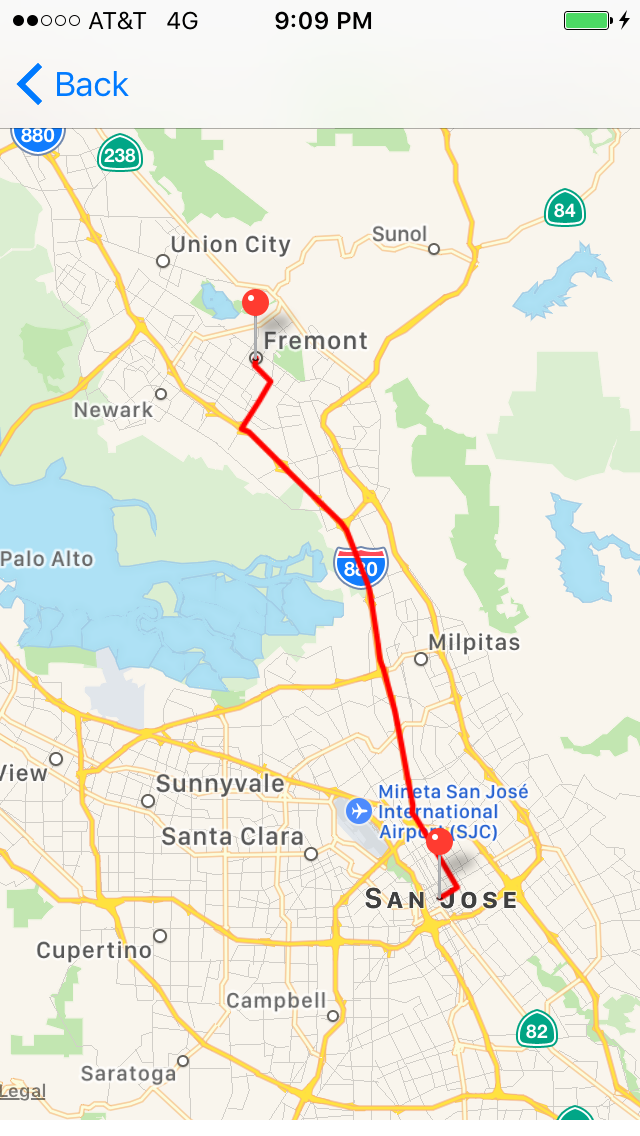 AT&T 4G 9:09 PM
Back
880
238
84
Union City
Sunol
Fremont
Newark
Palo Alto
880
Milpitas
View
Sunnyvale
Mineta San José
International
Airport (SJC)
Santa Clara
SAN JOSE
Cupertino
Campbell
82
Saratoga
Legal